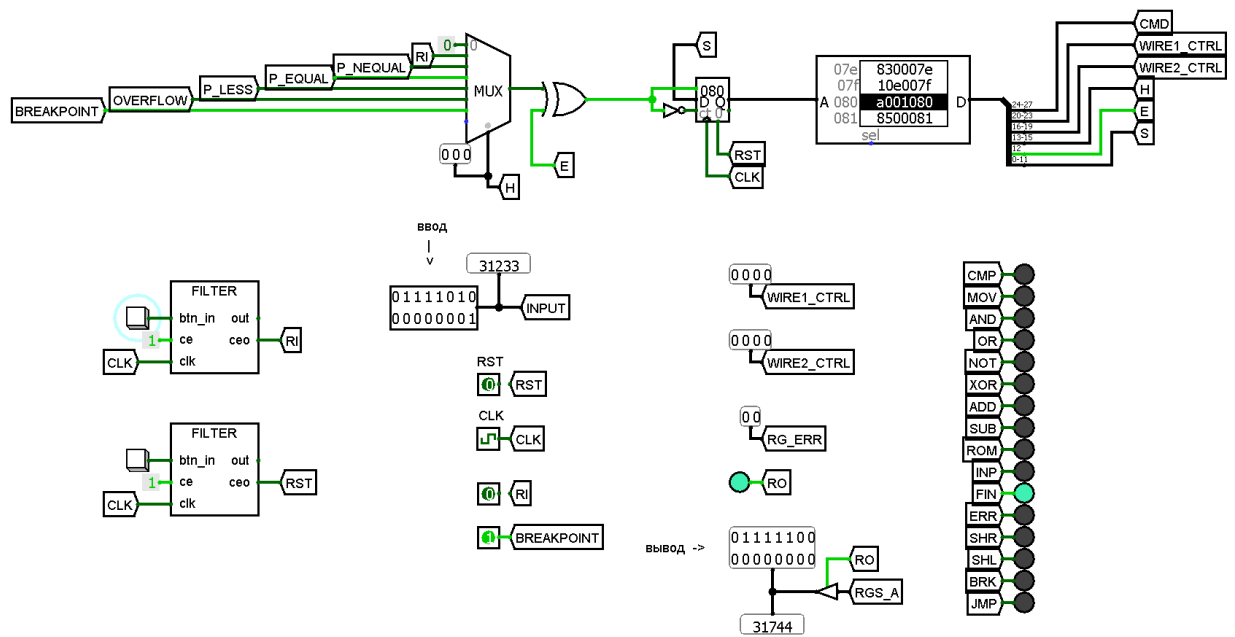 CMD
WIRE1_CTRL
WIRE2_CTRL
H
E
S
0
0
RI
P_NEQUAL
P_EQUAL
P_LESS
OVERFLOW
BREAKPOINT
MUX
000
H
E
S
080
D Q
ct 0
RST
CLK
07e 830007e
07f 10e007f
A 080 a001080 D
081 8500081
sel
24-27
20-23
16-19
13-15
12
0-11
ввод
|
v
31233
01111010
00000001
INPUT
FILTER
btn_in out
1 ce ceo
clk
CLK
RI
FILTER
btn_in out
1 ce ceo
clk
CLK
RST
RST
0 RST
CLK
CLK
0 RI
1 BREAKPOINT
0000
WIRE1_CTRL
0000
WIRE2_CTRL
00
RG_ERR
RO
вывод ->
01111100
00000000
RO
RGS_A
31744
CMP
MOV
AND
OR
NOT
XOR
ADD
SUB
ROM
INP
FIN
ERR
SHR
SHL
BRK
JMP